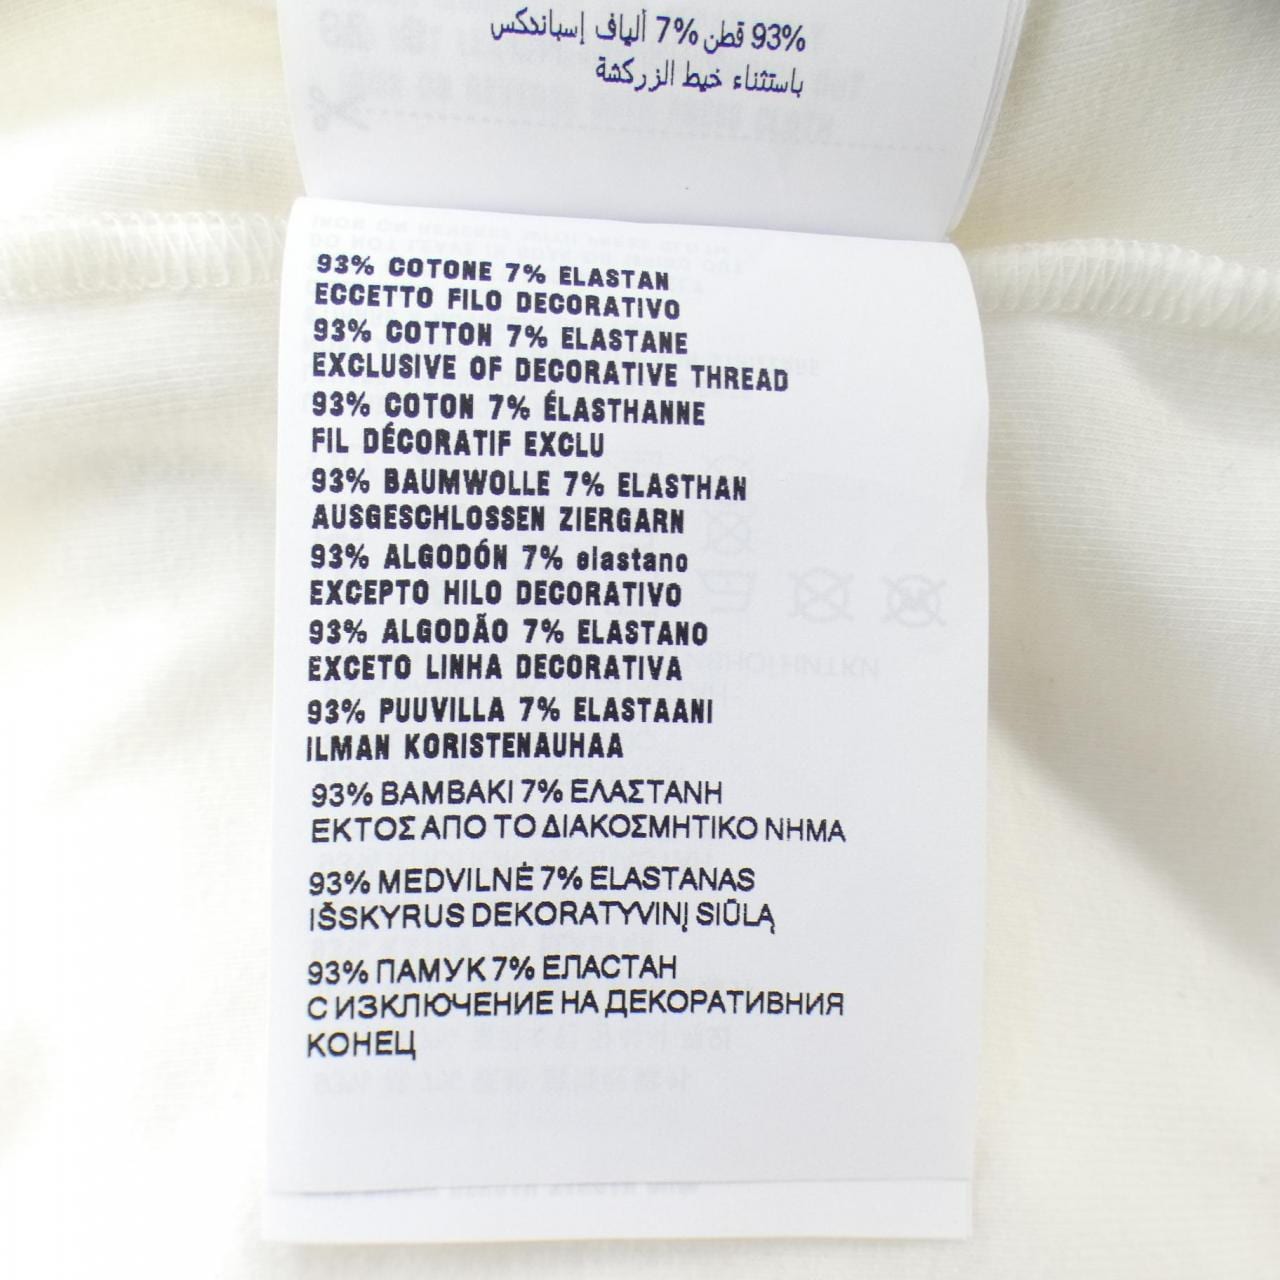 93% قطن 7% ألياف إسباندكس
باستثناء خيط الزركشة
93% COTONE 7% ELASTAN
ECCETTO FILO DECORATIVO
93% COTTON 7% ELASTANE
EXCLUSIVE OF DECORATIVE THREAD
93% COTON 7% ÉLASTHANNE
FIL DÉCORATIF EXCLU
93% BAUMWOLLE 7% ELASTHAN
AUSGESCHLOSSEN ZIERGARN
93% ALGODÓN 7% elastano
EXCEPTO HILO DECORATIVO
93% ALGODÃO 7% ELASTANO
EXCETO LINHA DECORATIVA
93% PUUVILLA 7% ELASTAANI
ILMAN KORISTENAUHAA
93% ΒΑΜΒΑΚΙ 7% ΕΛΑΣΤΑΝΗ
ΕΚΤΟΣ ΑΠΟ ΤΟ ΔΙΑΚΟΣΜΗΤΙΚΟ ΝΗΜΑ
93% MEDVILNĖ 7% ELASTANAS
IŠSKYRUS DEKORATYVINĮ SIŪLĄ
93% ПАМУК 7% ЕЛАСТАН
С ИЗКЛЮЧЕНИЕ НА ДЕКОРАТИВНИЯ
КОНЕЦ